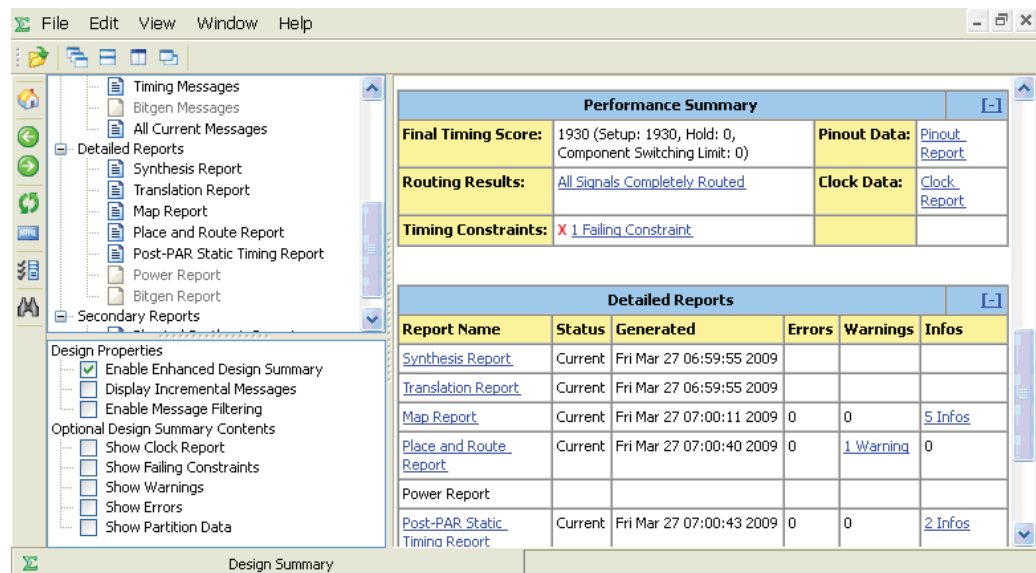 File Edit View Window Help
Timing Messages
Bitgen Messages
All Current Messages
Detailed Reports
Synthesis Report
Translation Report
Map Report
Place and Route Report
Post-PAR Static Timing Report
Power Report
Bitgen Report
Secondary Reports
Design Properties
Enable Enhanced Design Summary
Display Incremental Messages
Enable Message Filtering
Optional Design Summary Contents
Show Clock Report
Show Failing Constraints
Show Warnings
Show Errors
Show Partition Data
Performance Summary [-]
Final Timing Score: 1930 (Setup: 1930, Hold: 0, Component Switching Limit: 0) Pinout Data: Pinout Report
Routing Results: All Signals Completely Routed Clock Data: Clock Report
Timing Constraints: X 1 Failing Constraint
Detailed Reports [-]
Report Name Status Generated Errors Warnings Infos
Synthesis Report Current Fri Mar 27 06:59:55 2009
Translation Report Current Fri Mar 27 06:59:55 2009
Map Report Current Fri Mar 27 07:00:11 2009 0 0 5 Infos
Place and Route Report Current Fri Mar 27 07:00:40 2009 0 1 Warning 0
Power Report
Post-PAR Static Timing Report Current Fri Mar 27 07:00:43 2009 0 0 2 Infos
Design Summary